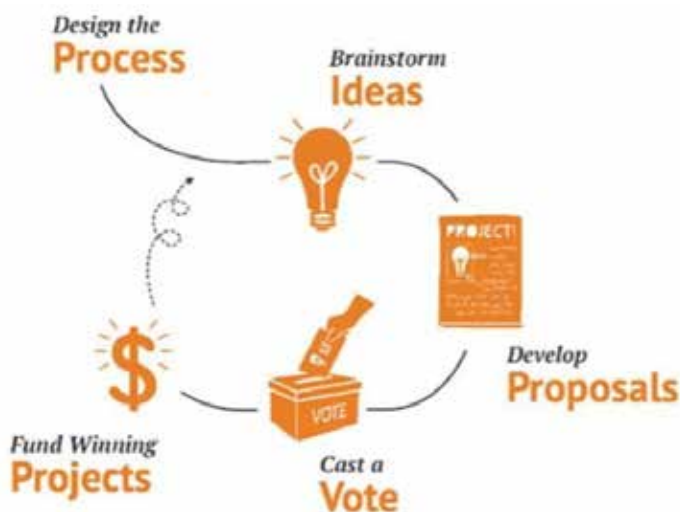 Design the
Process
Brainstorm
Ideas
PROJECT!
Develop
Proposals
VOTE
Cast a
Vote
Fund Winning
Projects